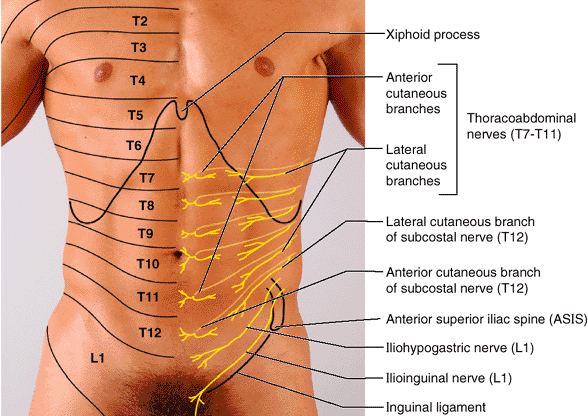 T2
T3
T4
T5
T6
T7
T8
T9
T10
T11
T12
L1
Xiphoid process
Anterior
cutaneous
branches
Thoracoabdominal
nerves (T7-T11)
Lateral
cutaneous
branches
Lateral cutaneous branch
of subcostal nerve (T12)
Anterior cutaneous branch
of subcostal nerve (T12)
Anterior superior iliac spine (ASIS)
Iliohypogastric nerve (L1)
Ilioinguinal nerve (L1)
Inguinal ligament